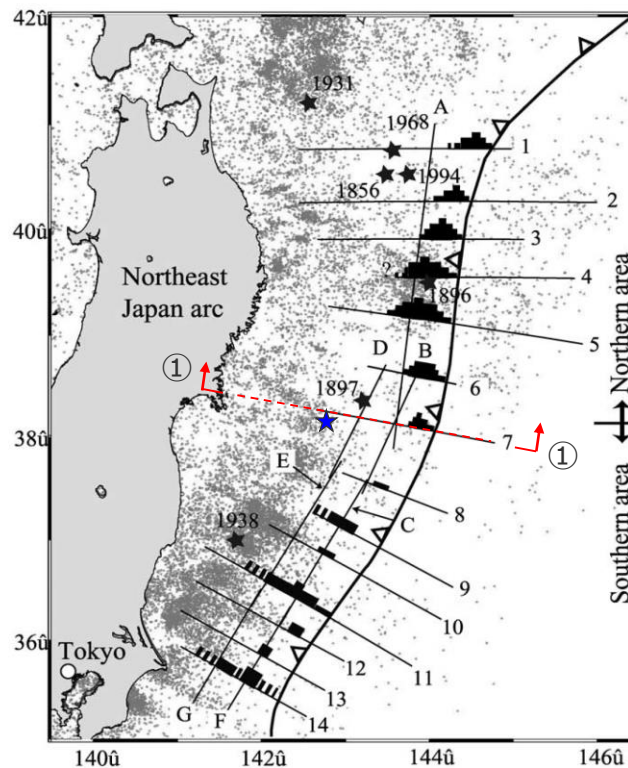 42û
1931
A
1968
1
1856
1994
2
40û
3
?
4
Northeast
Japan arc
1896
5
Northern area
D
B
①
1897
6
38û
7
①
E
8
1938
C
9
Southern area
10
36û
Tokyo
12
11
13
G
F
14
140û
142û
144û
146û